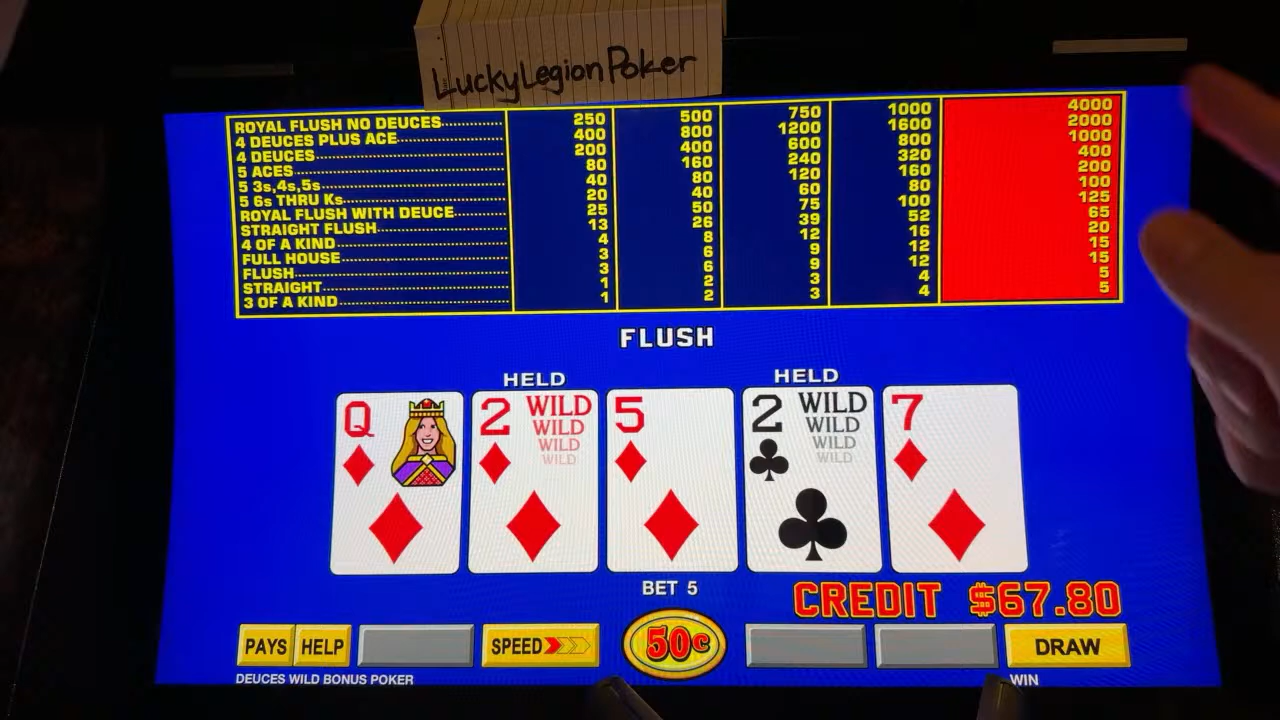 LuckyLegionPoker
ROYAL FLUSH NO DEUCES 250 500 750 1000 4000
4 DEUCES PLUS ACE 400 800 1200 1600 2000
4 DEUCES 200 400 600 800 1000
5 ACES 80 160 240 320 400
5 3s,4s,5s 40 80 120 160 200
5 6s THRU Ks 20 40 60 80 100
ROYAL FLUSH WITH DEUCE 25 50 75 100 125
STRAIGHT FLUSH 13 26 39 52 65
4 OF A KIND 4 8 12 16 20
FULL HOUSE 3 6 9 12 15
FLUSH 3 6 9 12 15
STRAIGHT 1 2 3 4 5
3 OF A KIND 1 2 3 4 5
FLUSH
HELD HELD
Q 2 WILD 5 2 WILD 7
WILD WILD
WILD WILD
WILD WILD
BET 5 CREDIT $67.80
PAYS HELP SPEED 50¢ DRAW
DEUCES WILD BONUS POKER WIN